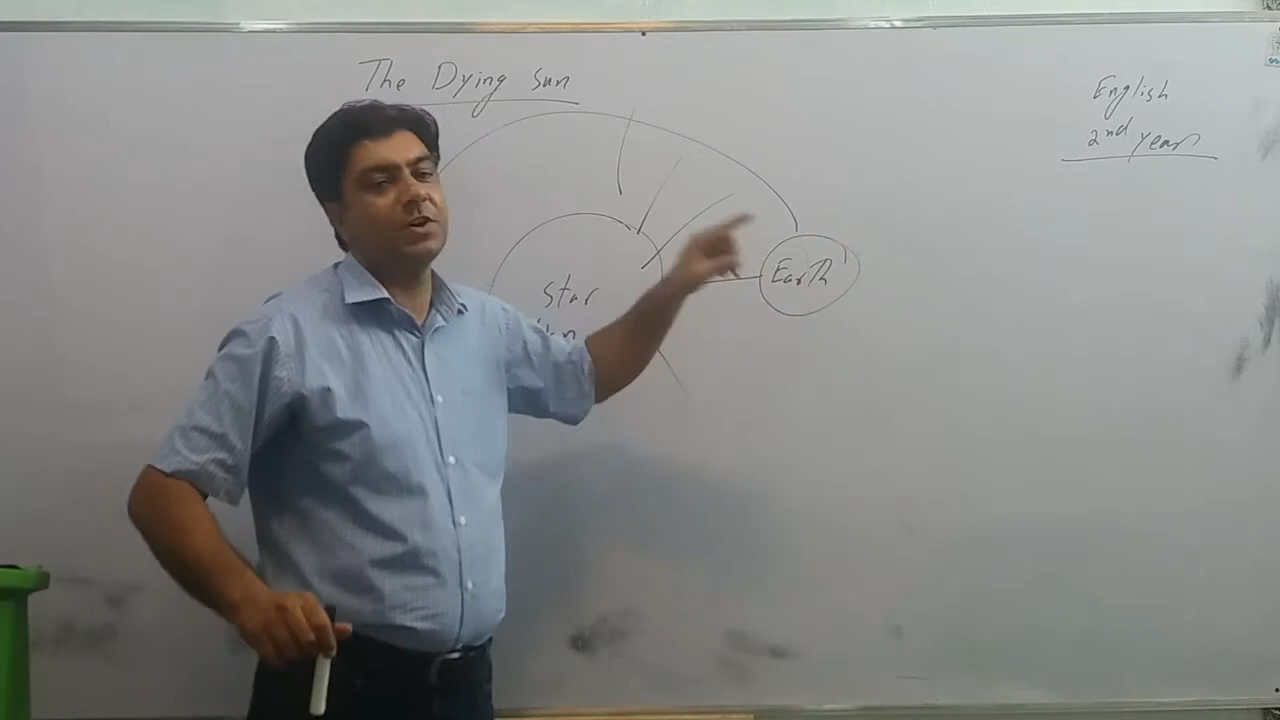 The Dying Sun
English
2nd year
Star
Earth